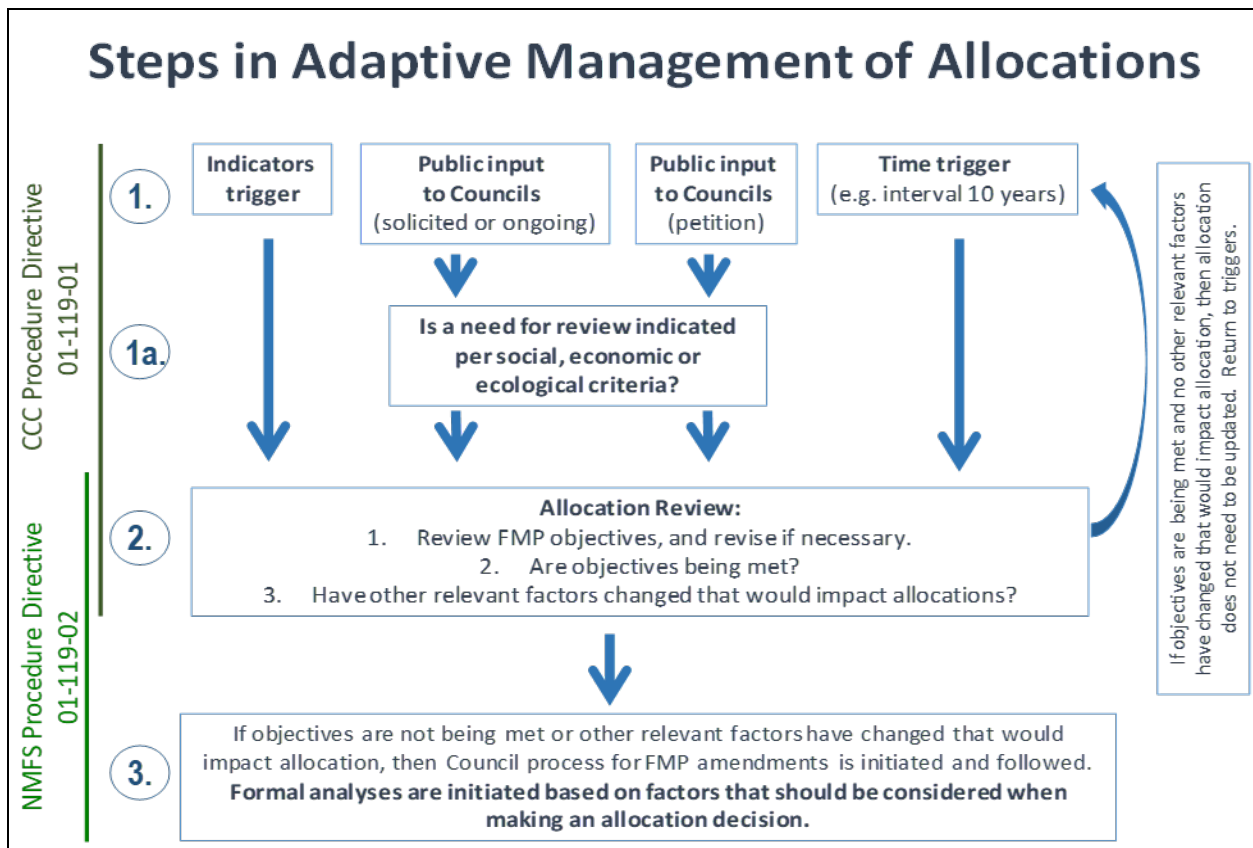 Steps in Adaptive Management of Allocations
CCC Procedure Directive
01-119-01
NMFS Procedure Directive
01-119-02
1.
Indicators
trigger
Public input
to Councils
(solicited or ongoing)
Public input
to Councils
(petition)
Time trigger
(e.g. interval 10 years)
1a.
Is a need for review indicated
per social, economic or
ecological criteria?
2.
Allocation Review:
1. Review FMP objectives, and revise if necessary.
2. Are objectives being met?
3. Have other relevant factors changed that would impact allocations?
3.
If objectives are not being met or other relevant factors have changed that would
impact allocation, then Council process for FMP amendments is initiated and followed.
Formal analyses are initiated based on factors that should be considered when
making an allocation decision.
If objectives are being met and no other relevant factors
have changed that would impact allocation, then allocation
does not need to be updated. Return to triggers.